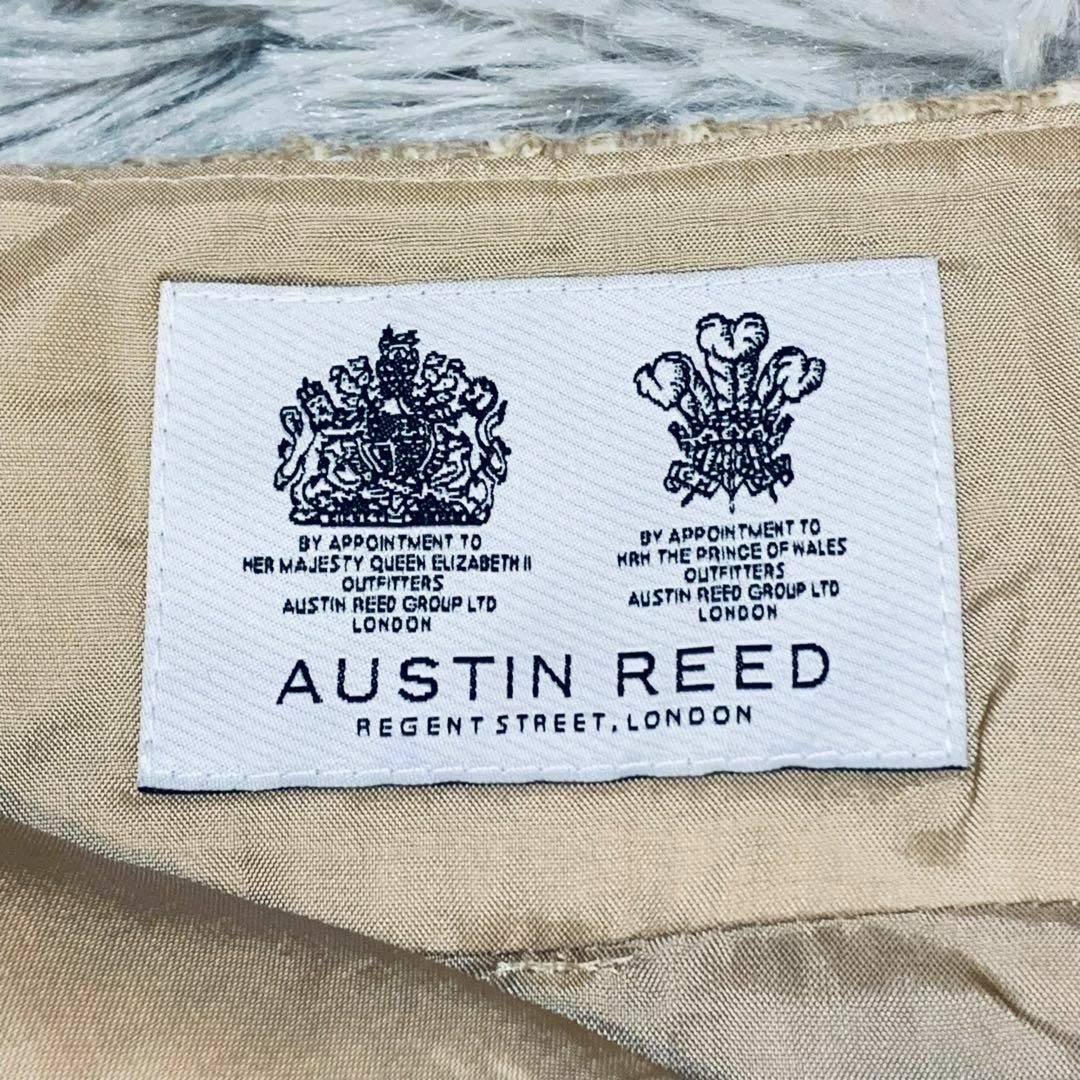 BY APPOINTMENT TO
HER MAJESTY QUEEN ELIZABETH II
OUTFITTERS
AUSTIN REED GROUP LTD
LONDON
BY APPOINTMENT TO
HRH THE PRINCE OF WALES
OUTFITTERS
AUSTIN REED GROUP LTD
LONDON
AUSTIN REED
REGENT STREET, LONDON